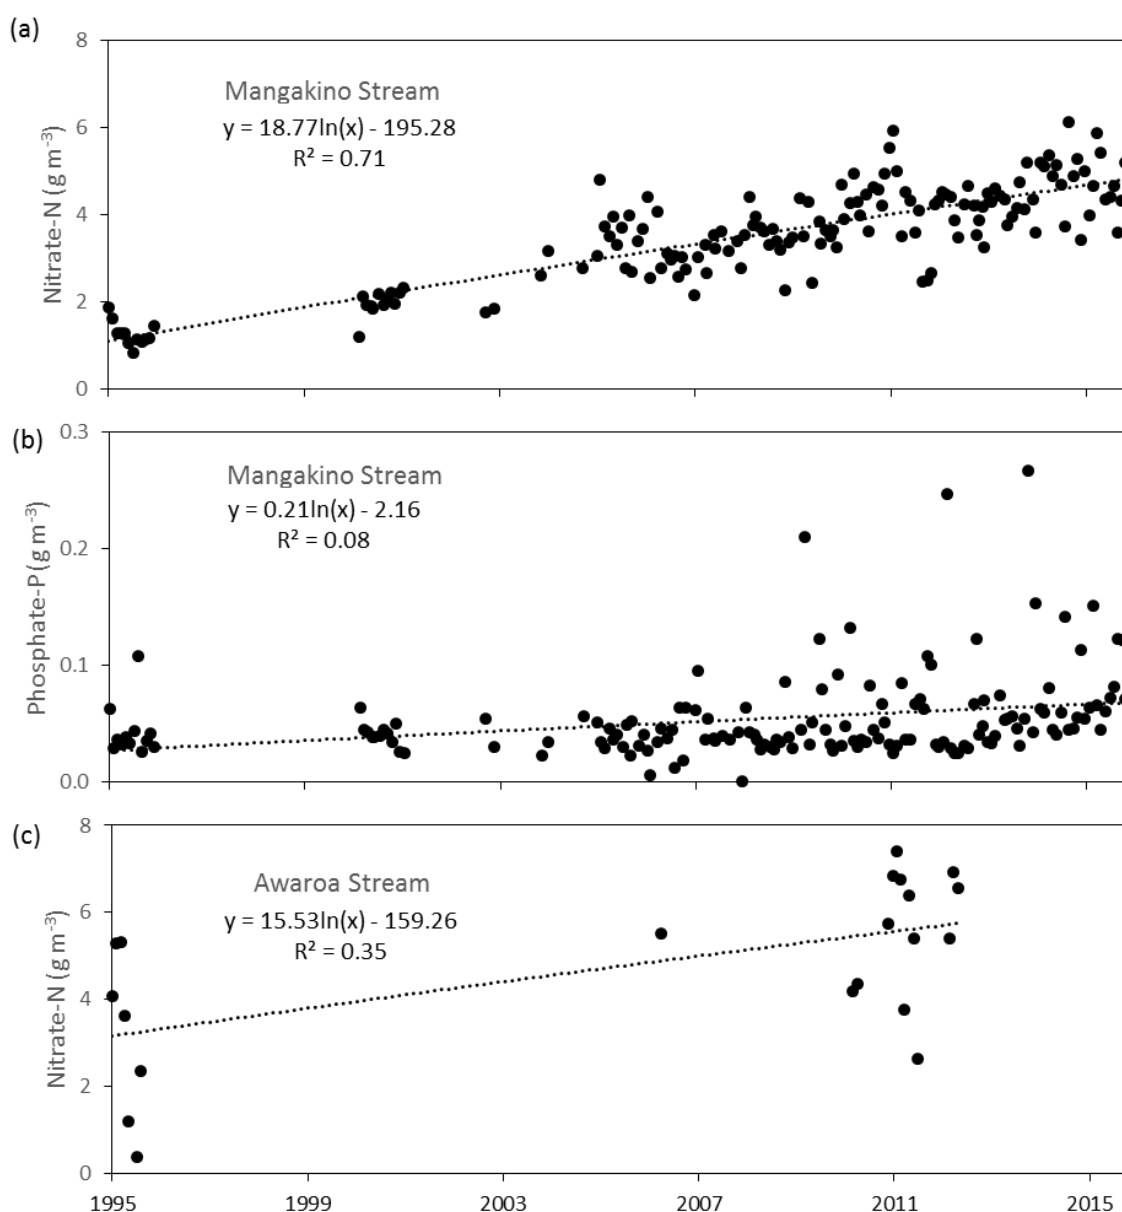 (a)
8
6
4
2
0
Nitrate-N (g m⁻³)
Mangakino Stream
y = 18.77ln(x) - 195.28
R² = 0.71
(b)
0.3
0.2
0.1
0.0
Phosphate-P (g m⁻³)
Mangakino Stream
y = 0.21ln(x) - 2.16
R² = 0.08
(c)
8
6
4
2
0
Nitrate-N (g m⁻³)
Awaroa Stream
y = 15.53ln(x) - 159.26
R² = 0.35
1995 1999 2003 2007 2011 2015